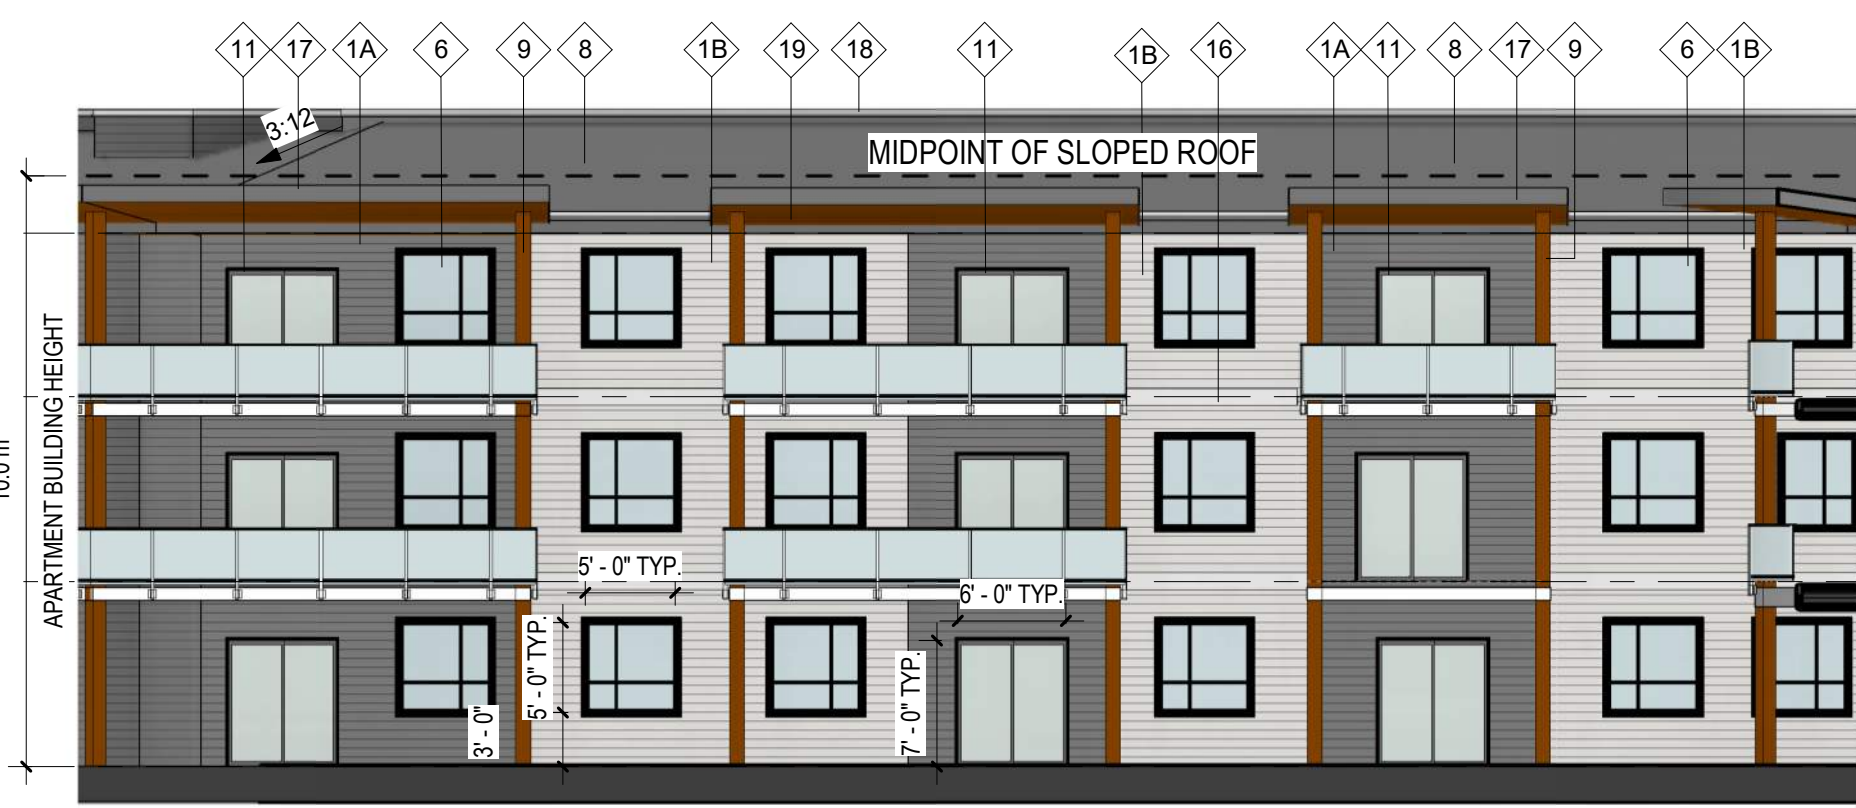 11 17 1A 6 9 8 1B 19 18 11 1B 16 1A 11 8 17 9 6 1B
3:12
MIDPOINT OF SLOPED ROOF
APARTMENT BUILDING HEIGHT
5' - 0" TYP.
6' - 0" TYP.
5' - 0" TYP.
7' - 0" TYP.
3' - 0"